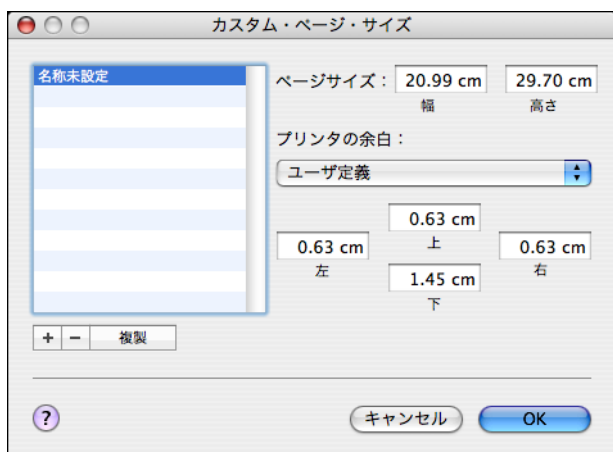 カスタム・ページ・サイズ
名称未設定
ページサイズ： 20.99 cm 29.70 cm
幅 高さ
プリンタの余白：
ユーザ定義
0.63 cm
上
0.63 cm 0.63 cm
左 右
1.45 cm
下
+ − 複製
? キャンセル OK